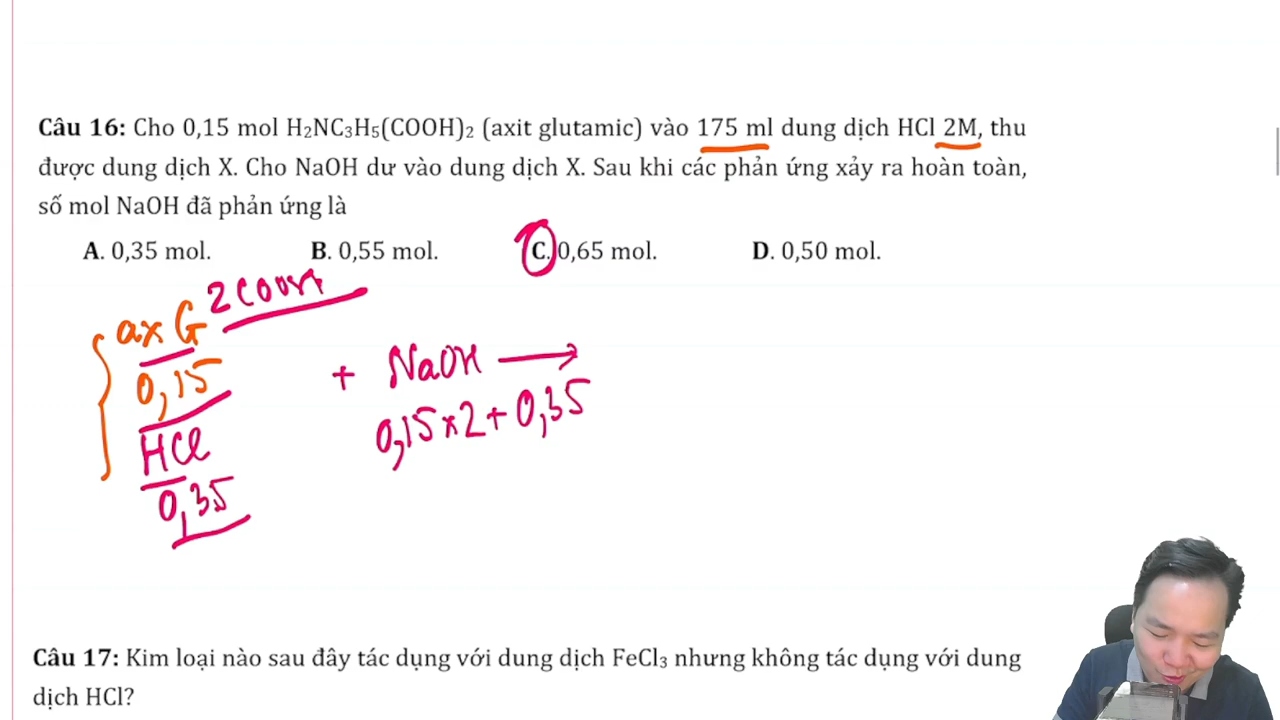 Câu 16: Cho 0,15 mol H₂NC₃H₅(COOH)₂ (axit glutamic) vào 175 ml dung dịch HCl 2M, thu
được dung dịch X. Cho NaOH dư vào dung dịch X. Sau khi các phản ứng xảy ra hoàn toàn,
số mol NaOH đã phản ứng là
A. 0,35 mol. B. 0,55 mol. C. 0,65 mol. D. 0,50 mol.
ax G 2COOH
0,15
HCl
0,35
+ NaOH →
0,15×2+0,35
Câu 17: Kim loại nào sau đây tác dụng với dung dịch FeCl₃ nhưng không tác dụng với dung
dịch HCl?